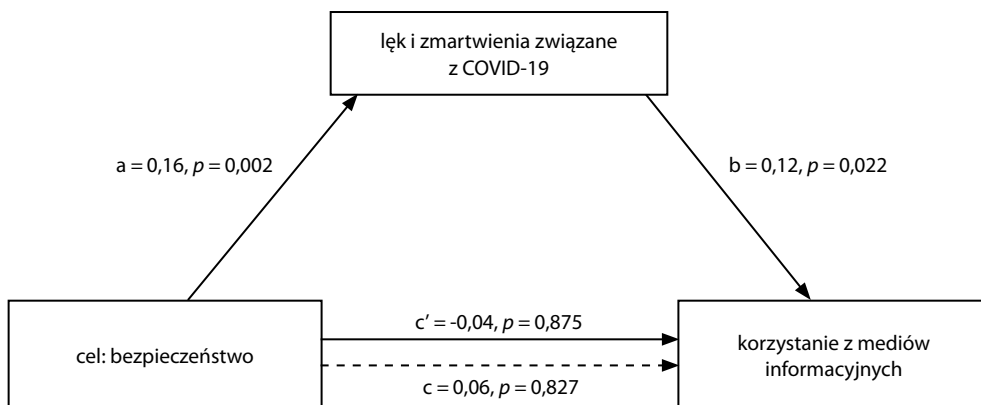 lęk i zmartwienia związane
z COVID-19
a = 0,16, p = 0,002
b = 0,12, p = 0,022
cel: bezpieczeństwo
c’ = -0,04, p = 0,875
c = 0,06, p = 0,827
korzystanie z mediów
informacyjnych